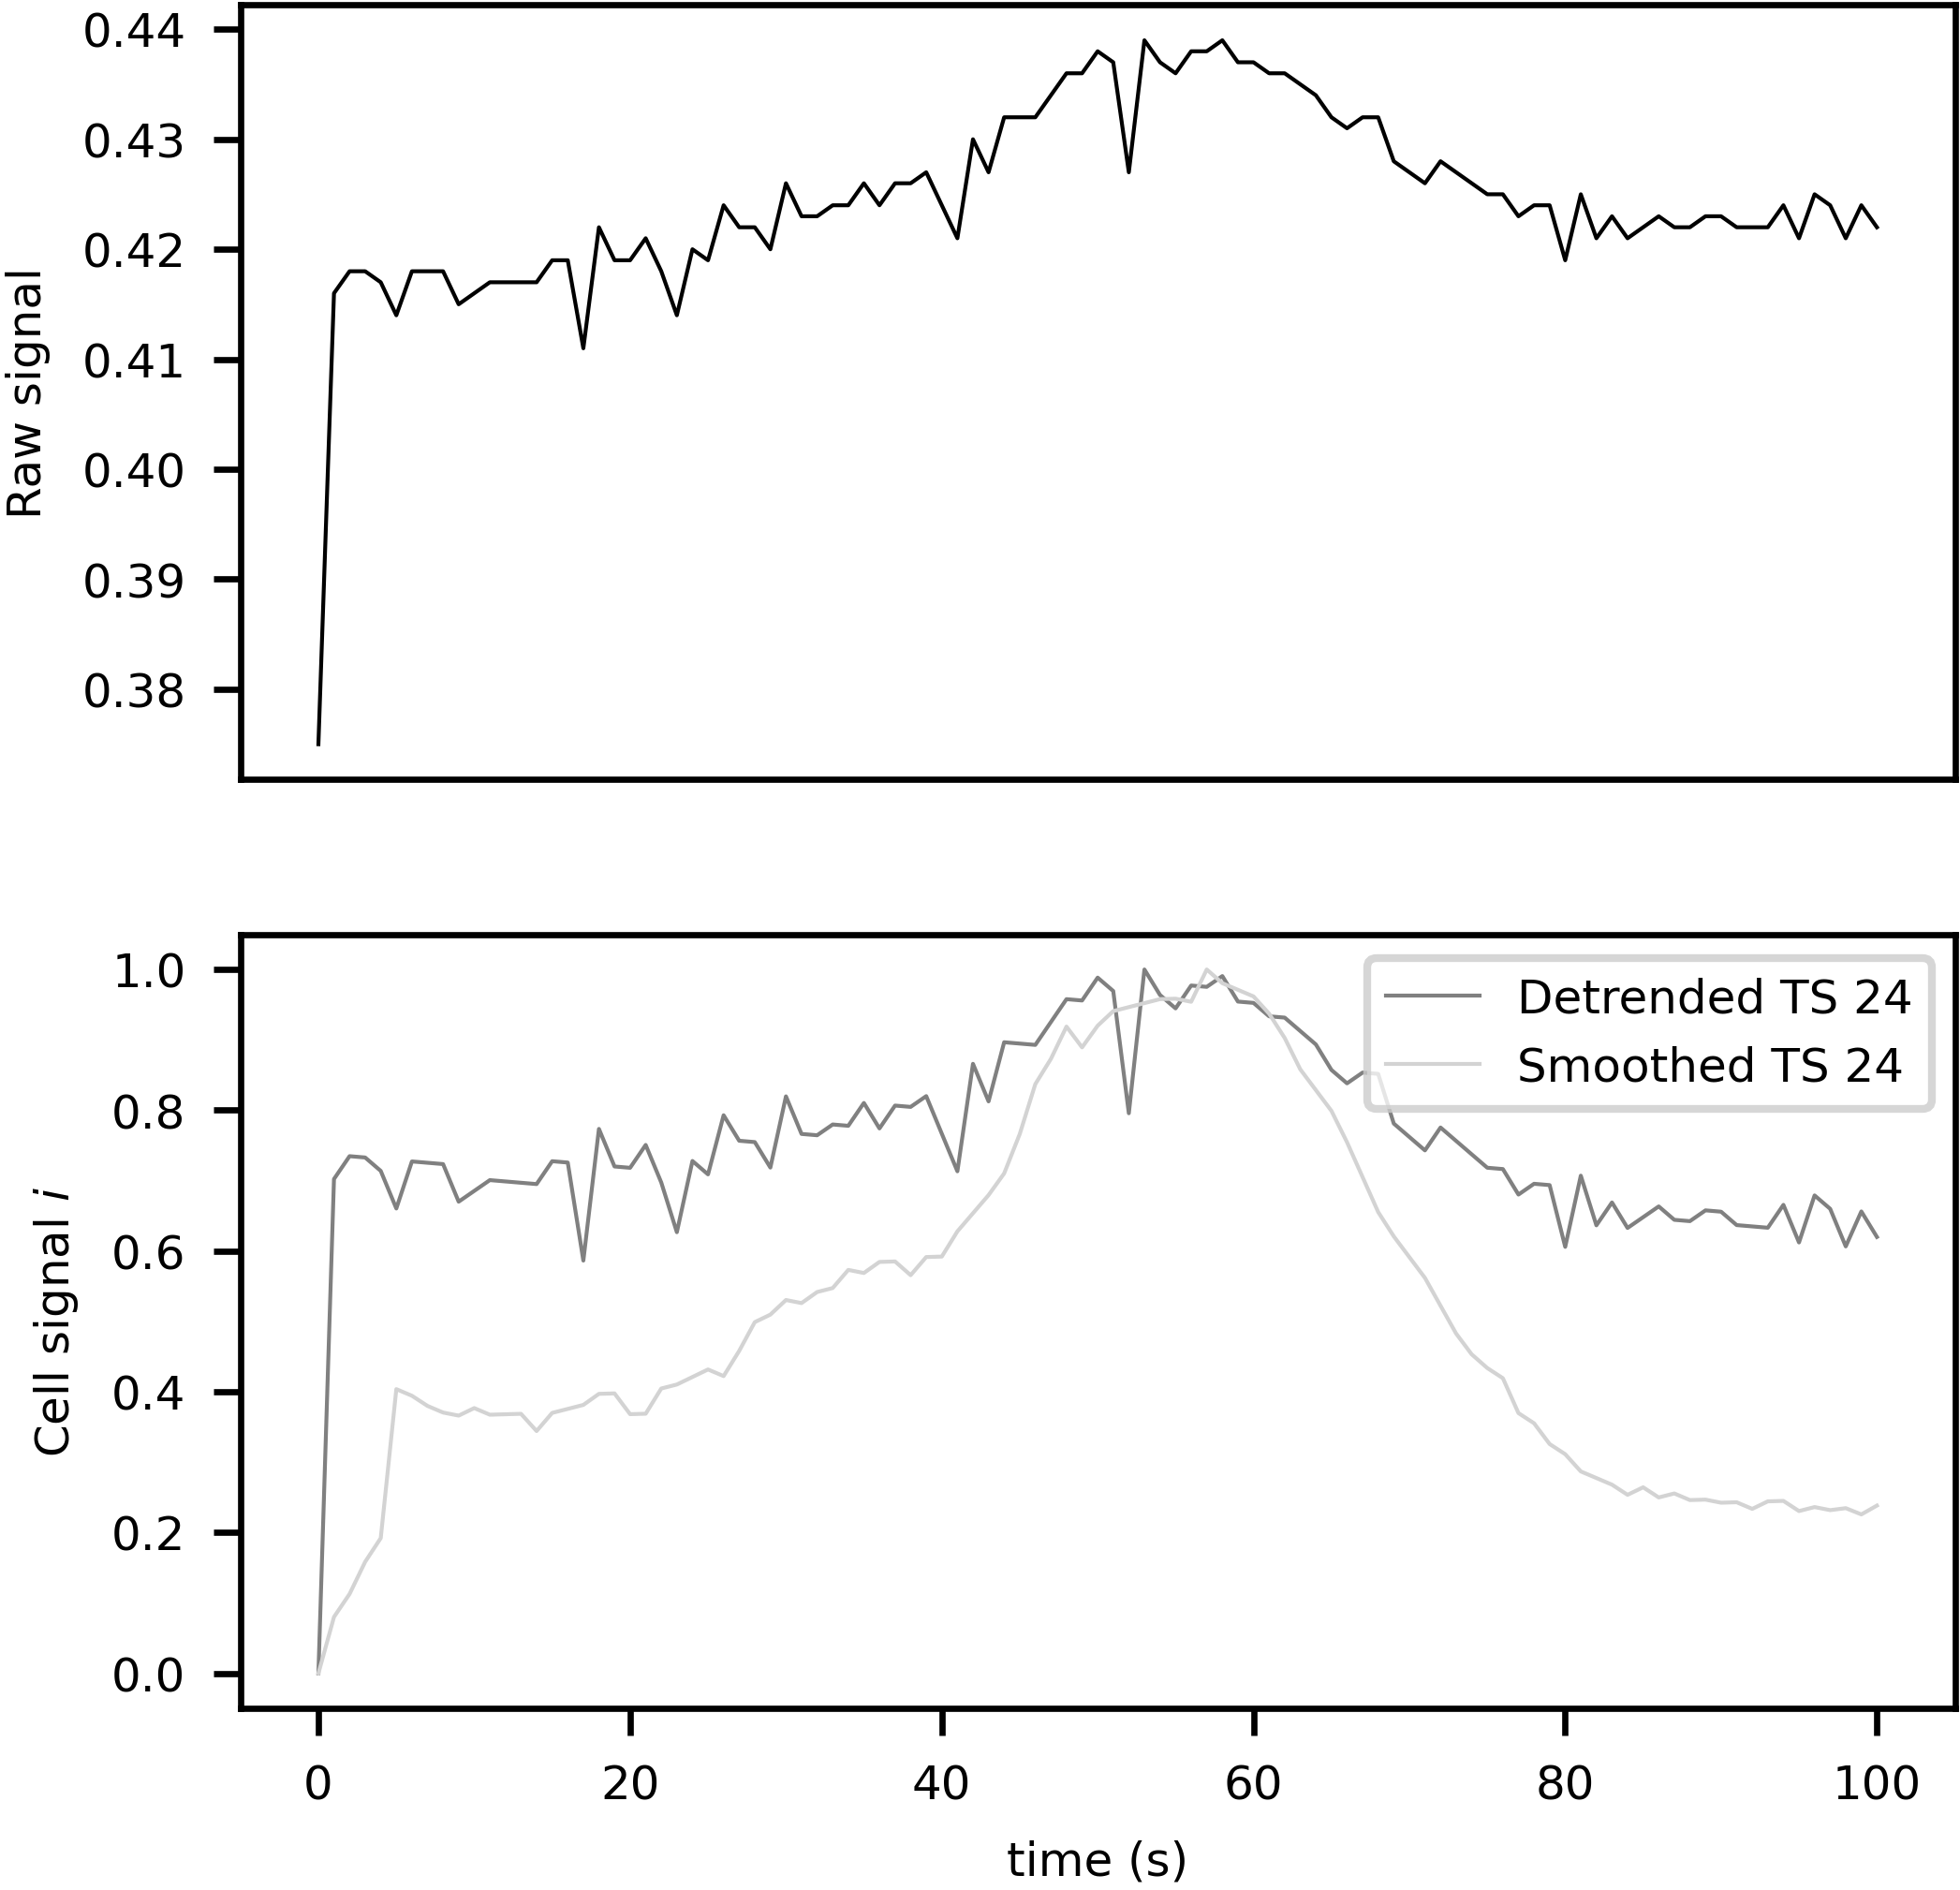 0.44
0.43
0.42
0.41
0.40
0.39
0.38
Raw signal
1.0
0.8
0.6
0.4
0.2
0.0
Cell signal i
Detrended TS 24
Smoothed TS 24
0 20 40 60 80 100
time (s)